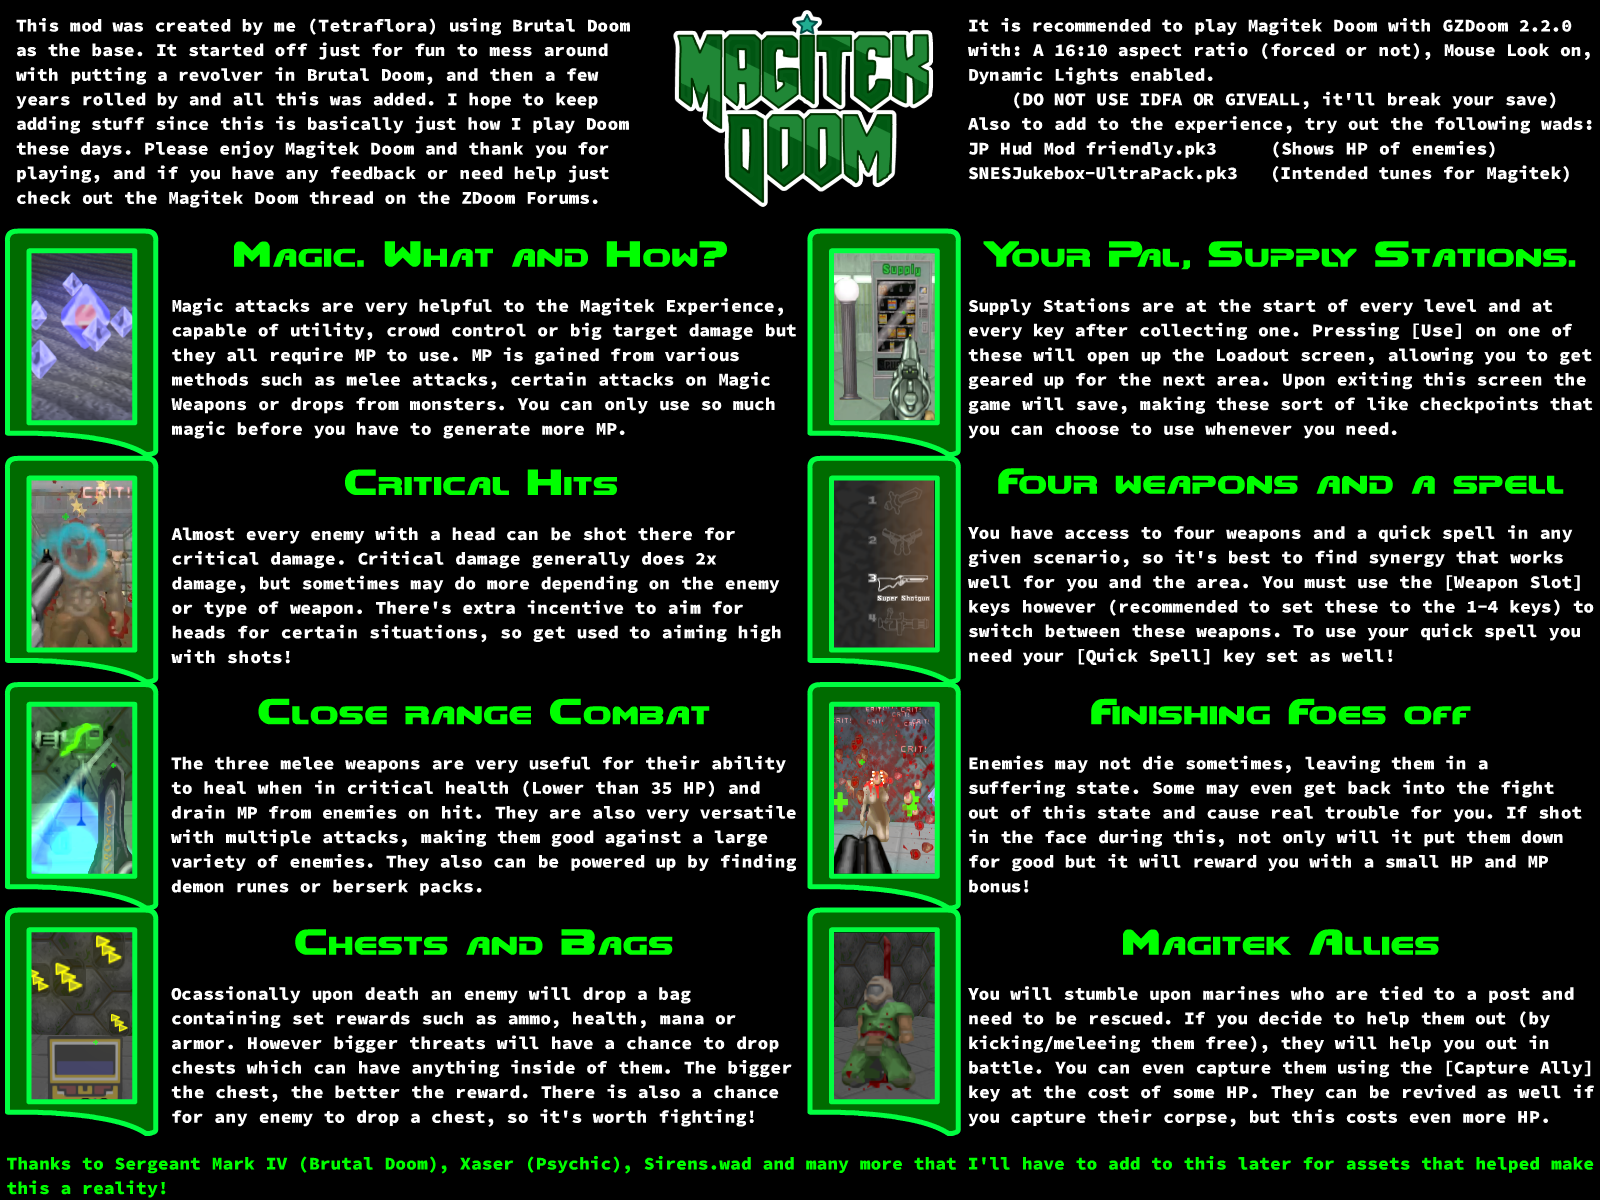 This mod was created by me (Tetraflora) using Brutal Doom
as the base. It started off just for fun to mess around
with putting a revolver in Brutal Doom, and then a few
years rolled by and all this was added. I hope to keep
adding stuff since this is basically just how I play Doom
these days. Please enjoy Magitek Doom and thank you for
playing, and if you have any feedback or need help just
check out the Magitek Doom thread on the ZDoom Forums.
MAGITEK
DOOM
It is recommended to play Magitek Doom with GZDoom 2.2.0
with: A 16:10 aspect ratio (forced or not), Mouse Look on,
Dynamic Lights enabled.
(DO NOT USE IDFA OR GIVEALL, it'll break your save)
Also to add to the experience, try out the following wads:
JP Hud Mod friendly.pk3 (Shows HP of enemies)
SNESJukebox-UltraPack.pk3 (Intended tunes for Magitek)
Magic. What and How?
Magic attacks are very helpful to the Magitek Experience,
capable of utility, crowd control or big target damage but
they all require MP to use. MP is gained from various
methods such as melee attacks, certain attacks on Magic
Weapons or drops from monsters. You can only use so much
magic before you have to generate more MP.
Supply
Your Pal, Supply Stations.
Supply Stations are at the start of every level and at
every key after collecting one. Pressing [Use] on one of
these will open up the Loadout screen, allowing you to get
geared up for the next area. Upon exiting this screen the
game will save, making these sort of like checkpoints that
you can choose to use whenever you need.
CRIT!
Critical Hits
Almost every enemy with a head can be shot there for
critical damage. Critical damage generally does 2x
damage, but sometimes may do more depending on the enemy
or type of weapon. There's extra incentive to aim for
heads for certain situations, so get used to aiming high
with shots!
1
2
3
Super Shotgun
4
Four weapons and a spell
You have access to four weapons and a quick spell in any
given scenario, so it's best to find synergy that works
well for you and the area. You must use the [Weapon Slot]
keys however (recommended to set these to the 1-4 keys) to
switch between these weapons. To use your quick spell you
need your [Quick Spell] key set as well!
Close range Combat
The three melee weapons are very useful for their ability
to heal when in critical health (Lower than 35 HP) and
drain MP from enemies on hit. They are also very versatile
with multiple attacks, making them good against a large
variety of enemies. They also can be powered up by finding
demon runes or berserk packs.
CRIT!
Finishing Foes off
Enemies may not die sometimes, leaving them in a
suffering state. Some may even get back into the fight
out of this state and cause real trouble for you. If shot
in the face during this, not only will it put them down
for good but it will reward you with a small HP and MP
bonus!
Chests and Bags
Ocassionally upon death an enemy will drop a bag
containing set rewards such as ammo, health, mana or
armor. However bigger threats will have a chance to drop
chests which can have anything inside of them. The bigger
the chest, the better the reward. There is also a chance
for any enemy to drop a chest, so it's worth fighting!
Magitek Allies
You will stumble upon marines who are tied to a post and
need to be rescued. If you decide to help them out (by
kicking/meleeing them free), they will help you out in
battle. You can even capture them using the [Capture Ally]
key at the cost of some HP. They can be revived as well if
you capture their corpse, but this costs even more HP.
Thanks to Sergeant Mark IV (Brutal Doom), Xaser (Psychic), Sirens.wad and many more that I'll have to add to this later for assets that helped make
this a reality!